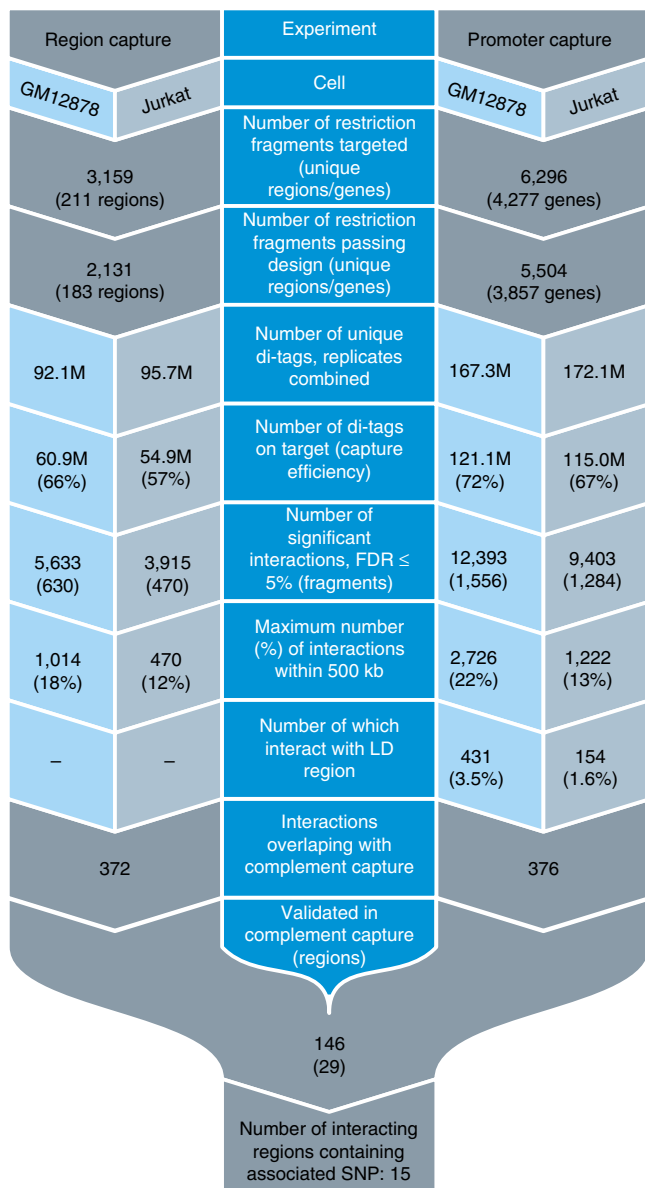 Region capture
Experiment
Promoter capture
GM12878
Jurkat
Cell
GM12878
Jurkat
3,159
(211 regions)
Number of restriction
fragments targeted
(unique
regions/genes)
6,296
(4,277 genes)
2,131
(183 regions)
Number of restriction
fragments passing
design (unique
regions/genes)
5,504
(3,857 genes)
92.1M
95.7M
Number of unique
di-tags, replicates
combined
167.3M
172.1M
60.9M
(66%)
54.9M
(57%)
Number of di-tags
on target (capture
efficiency)
121.1M
(72%)
115.0M
(67%)
5,633
(630)
3,915
(470)
Number of
significant
interactions, FDR ≤
5% (fragments)
12,393
(1,556)
9,403
(1,284)
1,014
(18%)
470
(12%)
Maximum number
(%) of interactions
within 500 kb
2,726
(22%)
1,222
(13%)
–
–
Number of which
interact with LD
region
431
(3.5%)
154
(1.6%)
372
Interactions
overlaping with
complement capture
376
Validated in
complement capture
(regions)
146
(29)
Number of interacting
regions containing
associated SNP: 15